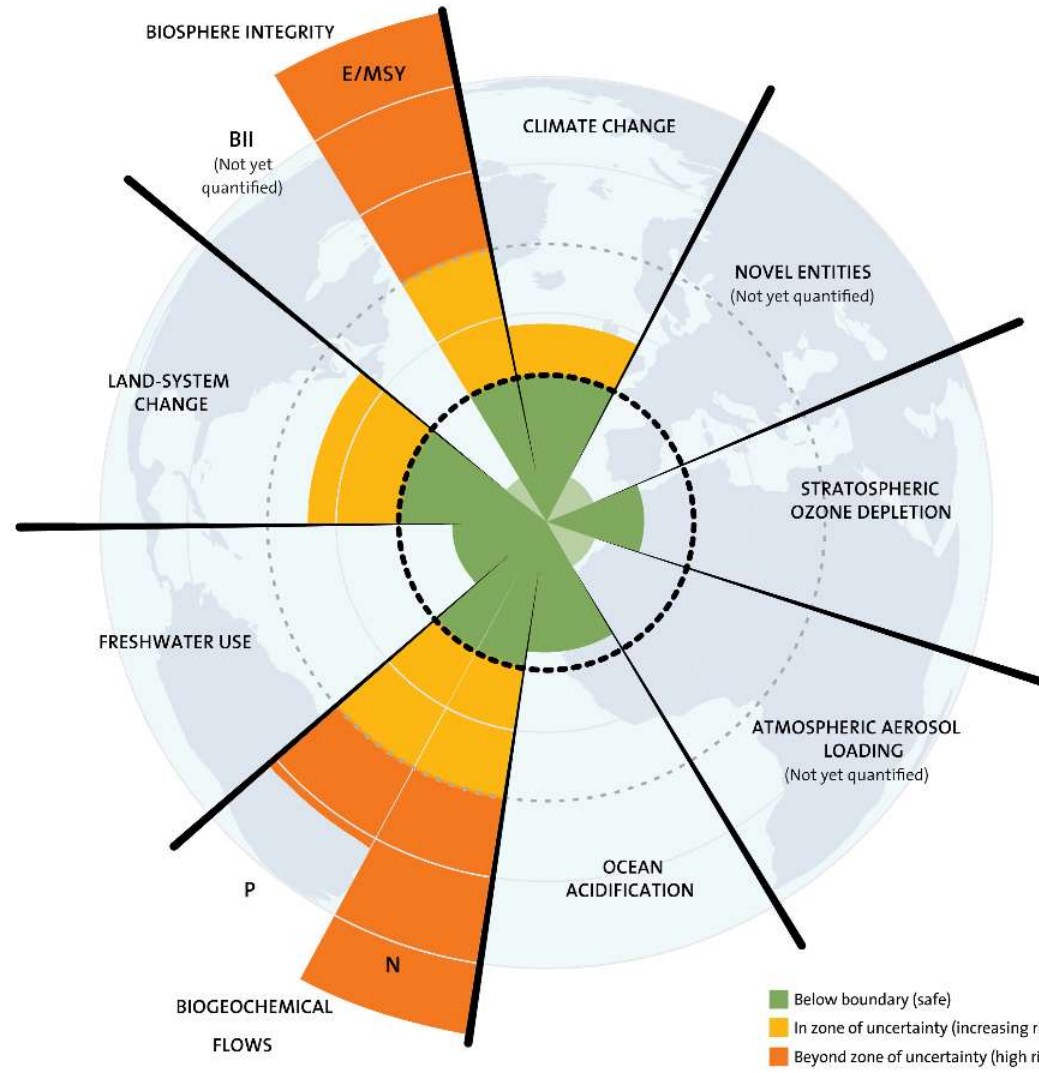 BIOSPHERE INTEGRITY
E/MSY
CLIMATE CHANGE
BII
(Not yet
quantified)
NOVEL ENTITIES
(Not yet quantified)
LAND-SYSTEM
CHANGE
STRATOSPHERIC
OZONE DEPLETION
FRESHWATER USE
ATMOSPHERIC AEROSOL
LOADING
(Not yet quantified)
OCEAN
ACIDIFICATION
P
N
BIOGEOCHEMICAL
FLOWS
Below boundary (safe)
In zone of uncertainty (increasing
Beyond zone of uncertainty (high